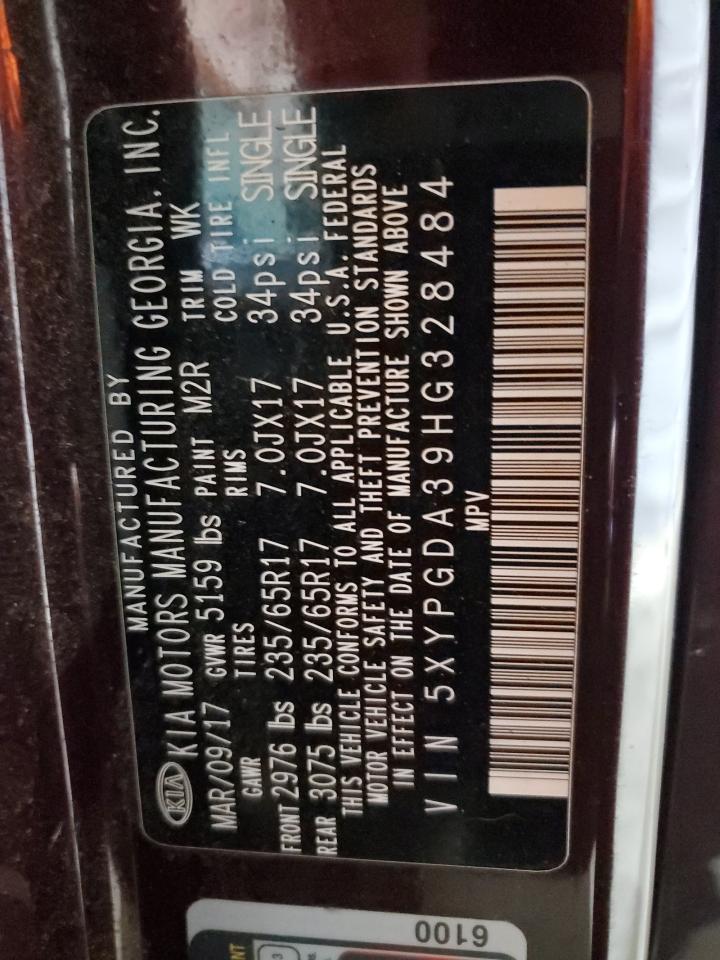 MANUFACTURED BY
KIA KIA MOTORS MANUFACTURING GEORGIA, INC.
MAR/09/17 GVWR 5159 lbs PAINT M2R TRIM WK
GAWR TIRES RIMS COLD TIRE INFL
FRONT 2976 lbs 235/65R17 7.0JX17 34psi SINGLE
REAR 3075 lbs 235/65R17 7.0JX17 34psi SINGLE
THIS VEHICLE CONFORMS TO ALL APPLICABLE U.S.A. FEDERAL
MOTOR VEHICLE SAFETY AND THEFT PREVENTION STANDARDS
IN EFFECT ON THE DATE OF MANUFACTURE SHOWN ABOVE
VIN 5XYPGDA39HG328484
MPV
6100
3